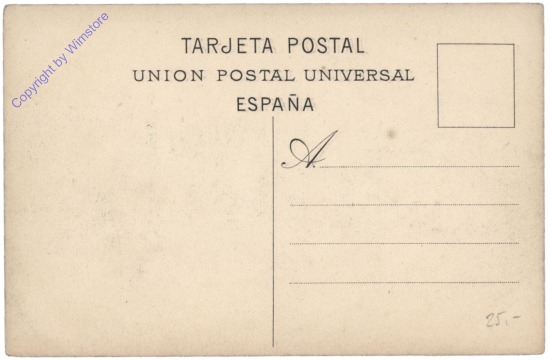 Copyright by Wimstore
TARJETA POSTAL
UNION POSTAL UNIVERSAL
ESPAÑA
A.
25,-